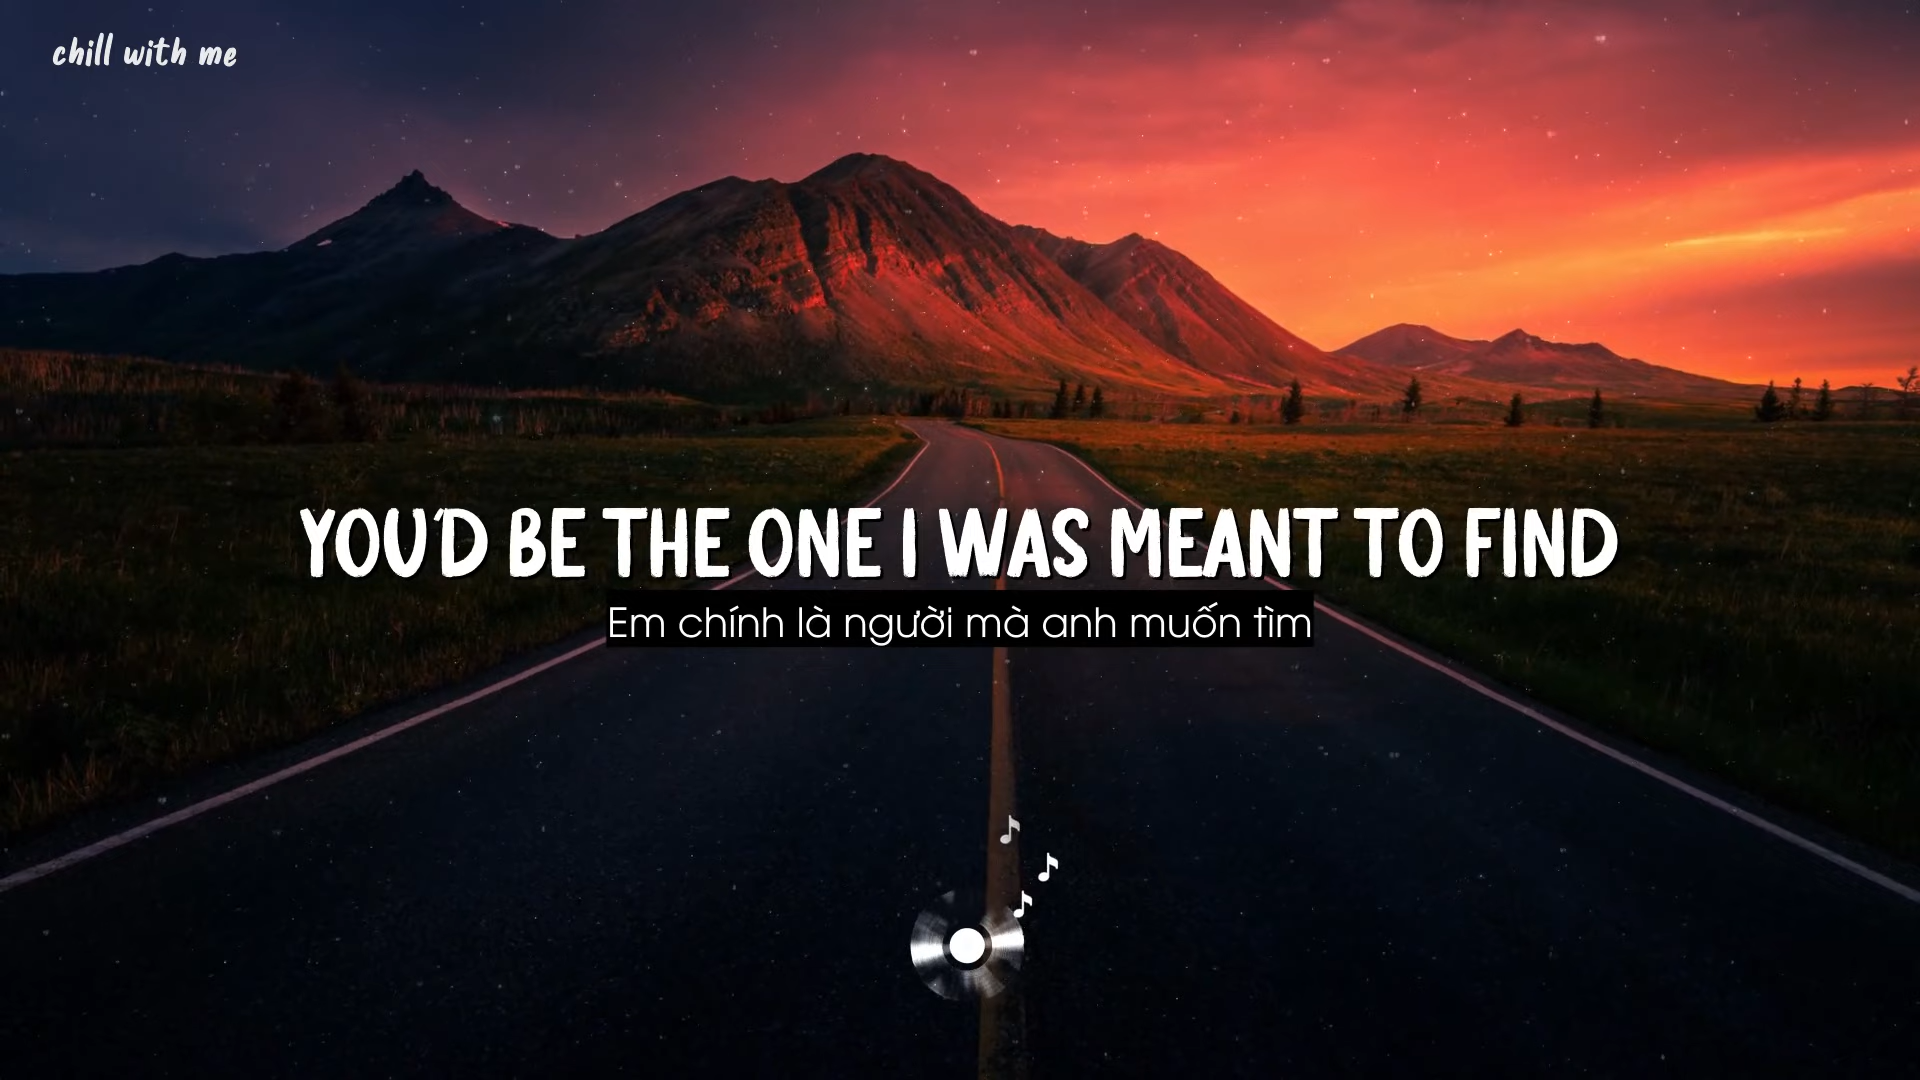 chill with me
YOU'D BE THE ONE I WAS MEANT TO FIND
Em chính là người mà anh muốn tìm